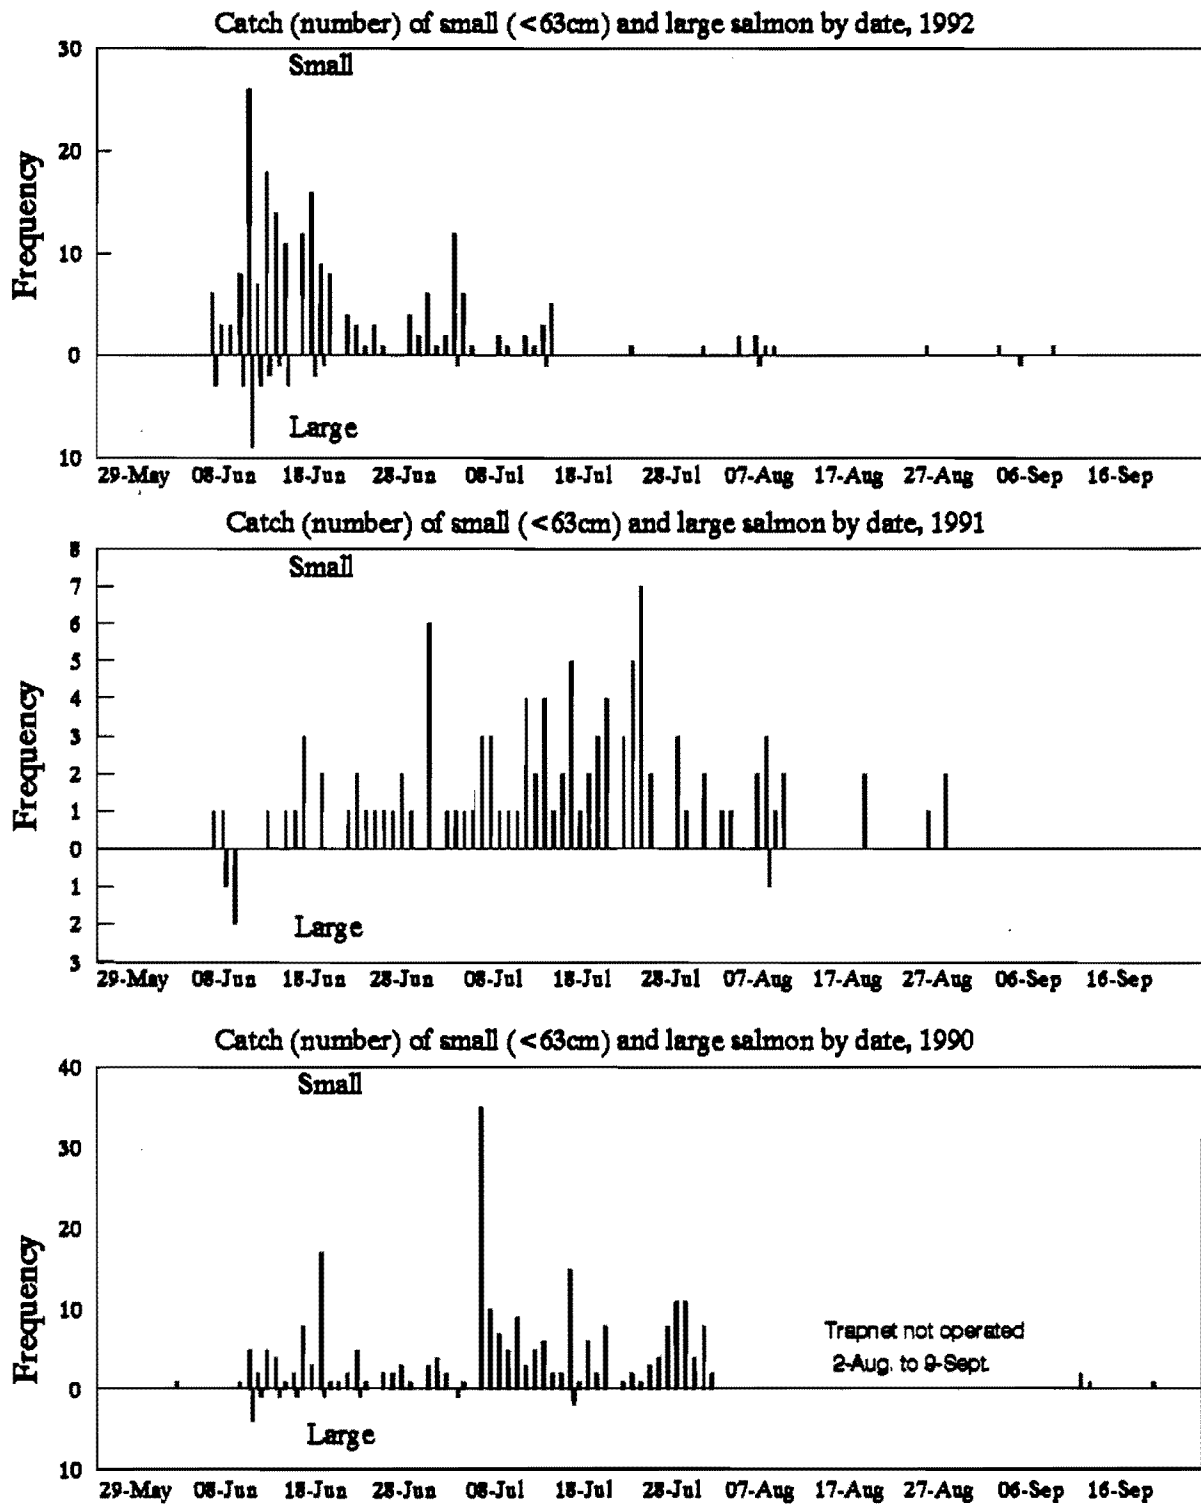 Catch (number) of small (<63cm) and large salmon by date, 1992
30
Small
20
Frequency
10
0
Large
10
29-May 08-Jun 18-Jun 28-Jun 08-Jul 18-Jul 28-Jul 07-Aug 17-Aug 27-Aug 06-Sep 16-Sep
Catch (number) of small (<63cm) and large salmon by date, 1991
8
Small
7
6
5
4
Frequency
3
2
1
0
1
2
Large
3
29-May 08-Jun 18-Jun 28-Jun 08-Jul 18-Jul 28-Jul 07-Aug 17-Aug 27-Aug 06-Sep 16-Sep
Catch (number) of small (<63cm) and large salmon by date, 1990
40
Small
30
20
Frequency
10
Trapnet not operated
2-Aug. to 9-Sept.
0
Large
10
29-May 08-Jun 18-Jun 28-Jun 08-Jul 18-Jul 28-Jul 07-Aug 17-Aug 27-Aug 06-Sep 16-Sep